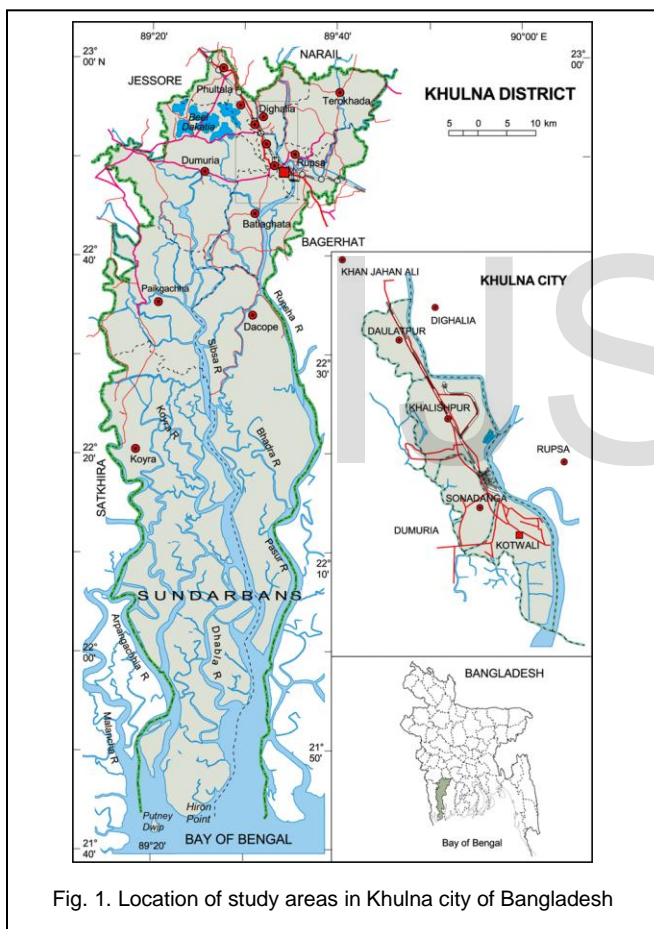 89°20'
89°40'
90°00' E
23°
00' N
23°
00'
NARAIL
JESSORE
KHULNA DISTRICT
5 0 5 10 km
Phultala
Dighalia
Terokhada
Beel
Dakatia
Dumuria
Rupsa
Batiaghata
BAGERHAT
22°
40'
Paikgachha
Dacope
Rupsha R
Sibsa R
Koyra R
Bhadra R
22°
30'
22°
20'
Koyra
SATKHIRA
Pasur R
22°
10'
SUNDARBANS
Arpangachhia R
Dhabla R
22°
00'
Malancha R
21°
50'
Putney
Dwip
Hiron
Point
21°
40'
89°20'
BAY OF BENGAL
KHAN JAHAN ALI
KHULNA CITY
DIGHALIA
DAULATPUR
KHALISHPUR
RUPSA
SONADANGA
DUMURIA
KOTWALI
BANGLADESH
Bay of Bengal
IJS
Fig. 1. Location of study areas in Khulna city of Bangladesh